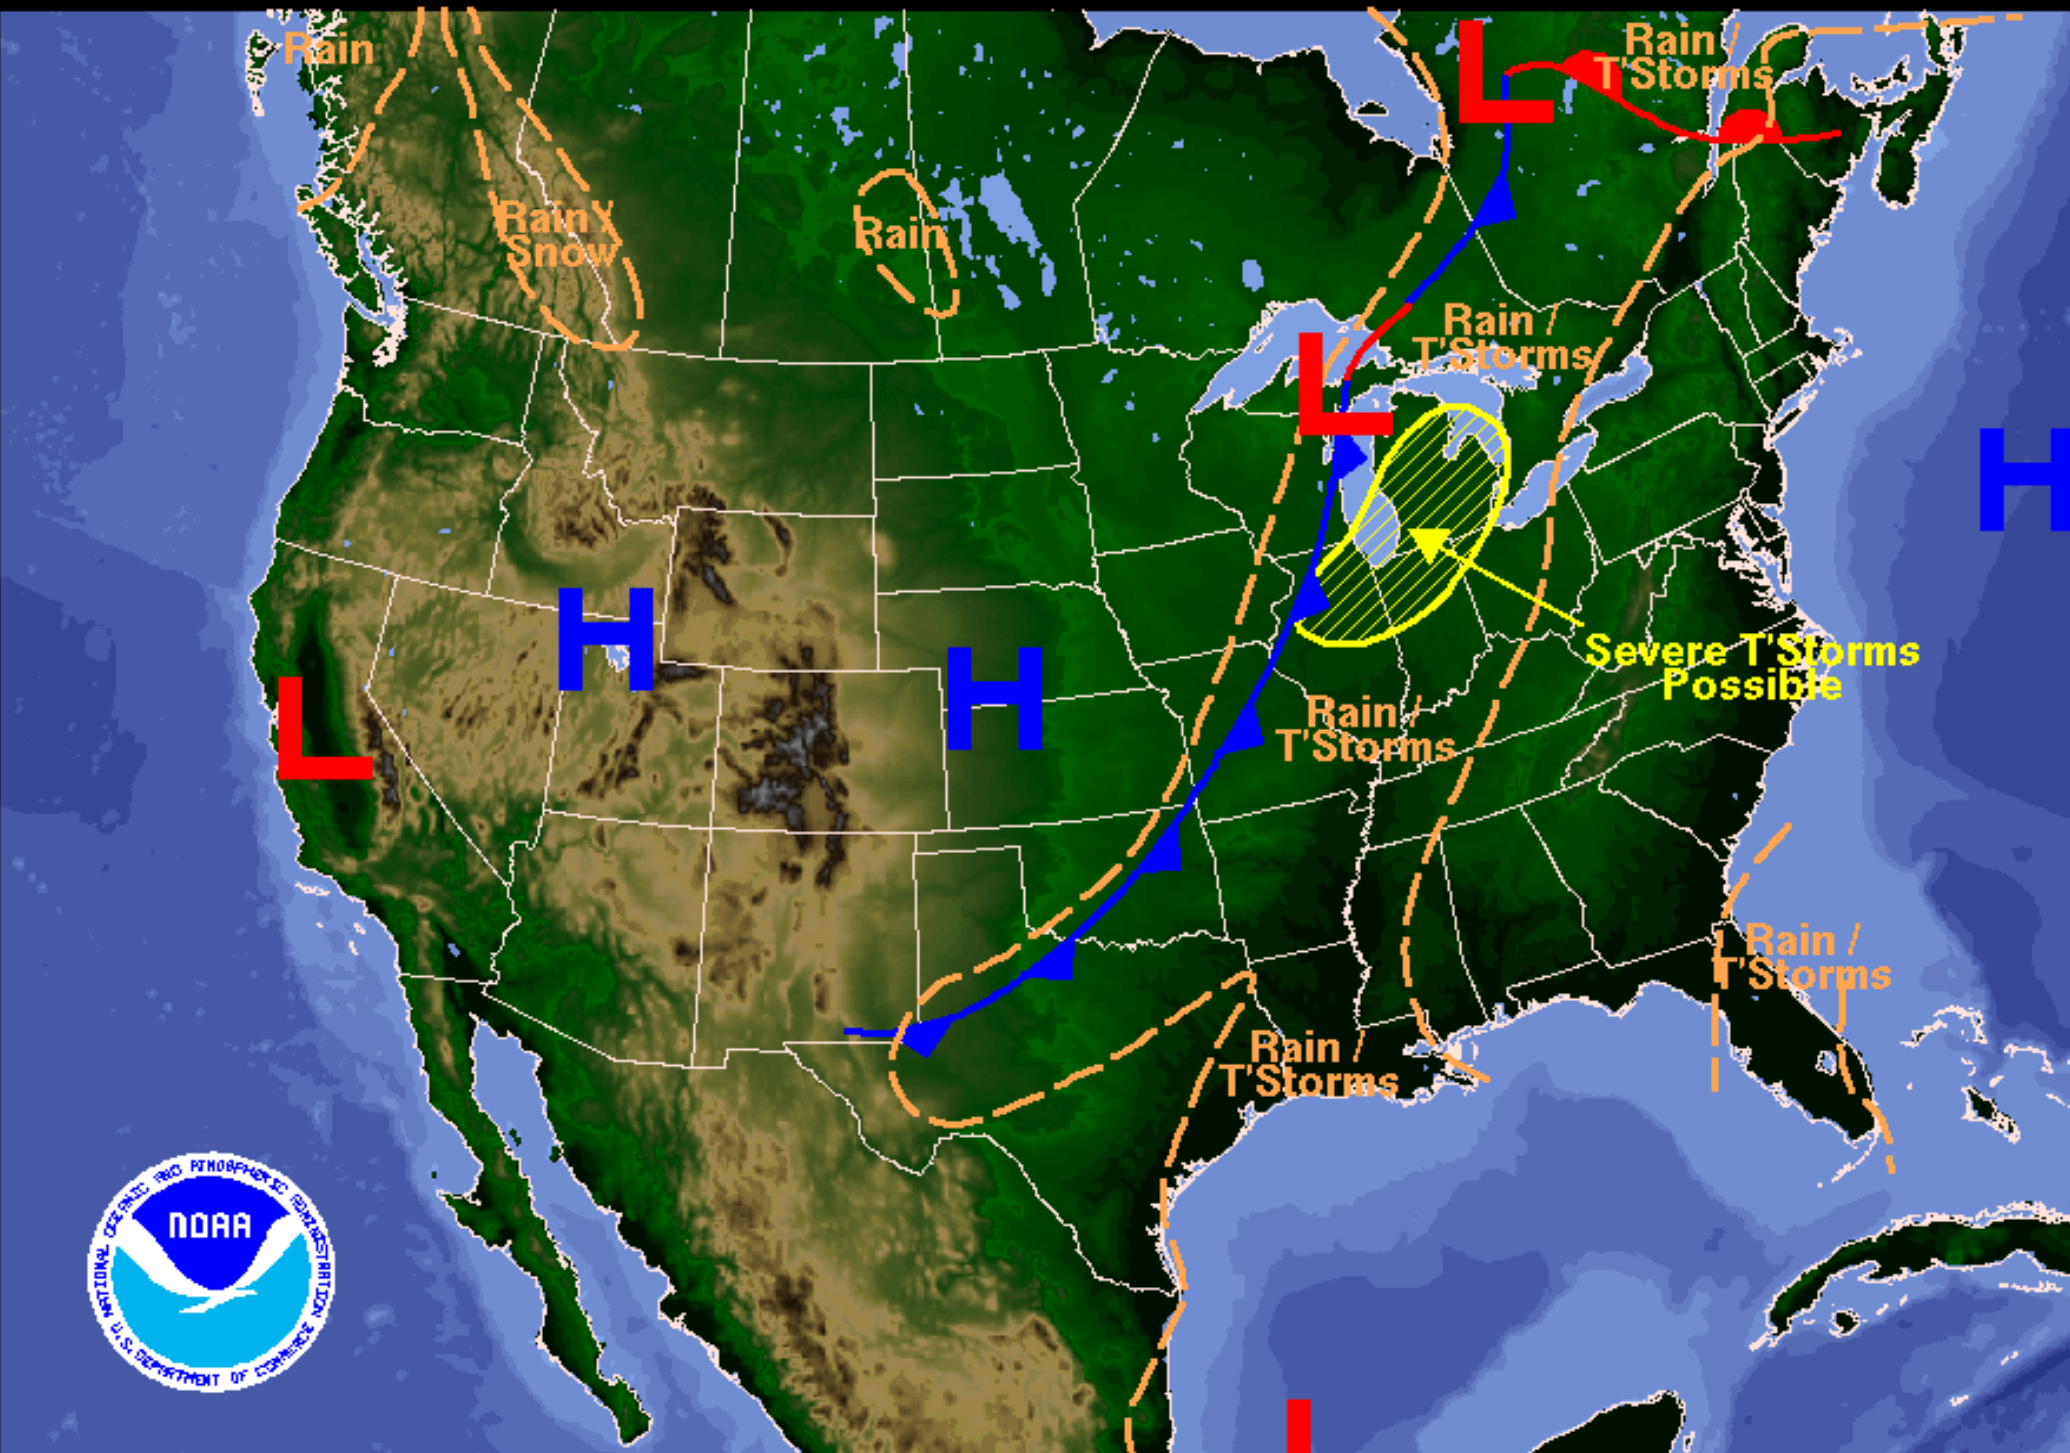 Rain
Rain /
T'Storms
Rain /
Snow
Rain
L
L
Rain /
T'Storms
H
H
H
L
Severe T'Storms
Possible
Rain /
T'Storms
Rain /
T'Storms
Rain /
T'Storms
NATIONAL OCEANIC AND ATMOSPHERIC ADMINISTRATION
NOAA
U.S. DEPARTMENT OF COMMERCE